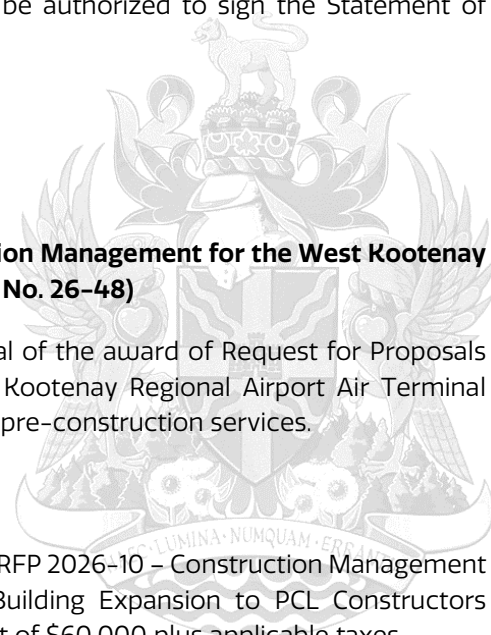 be authorized to sign the Statement of
ion Management for the West Kootenay
No. 26–48)
al of the award of Request for Proposals
Kootenay Regional Airport Air Terminal
pre-construction services.
LUMINA·NUMQUAM·ERRANT
RFP 2026-10 – Construction Management
Building Expansion to PCL Constructors
t of $60,000 plus applicable taxes